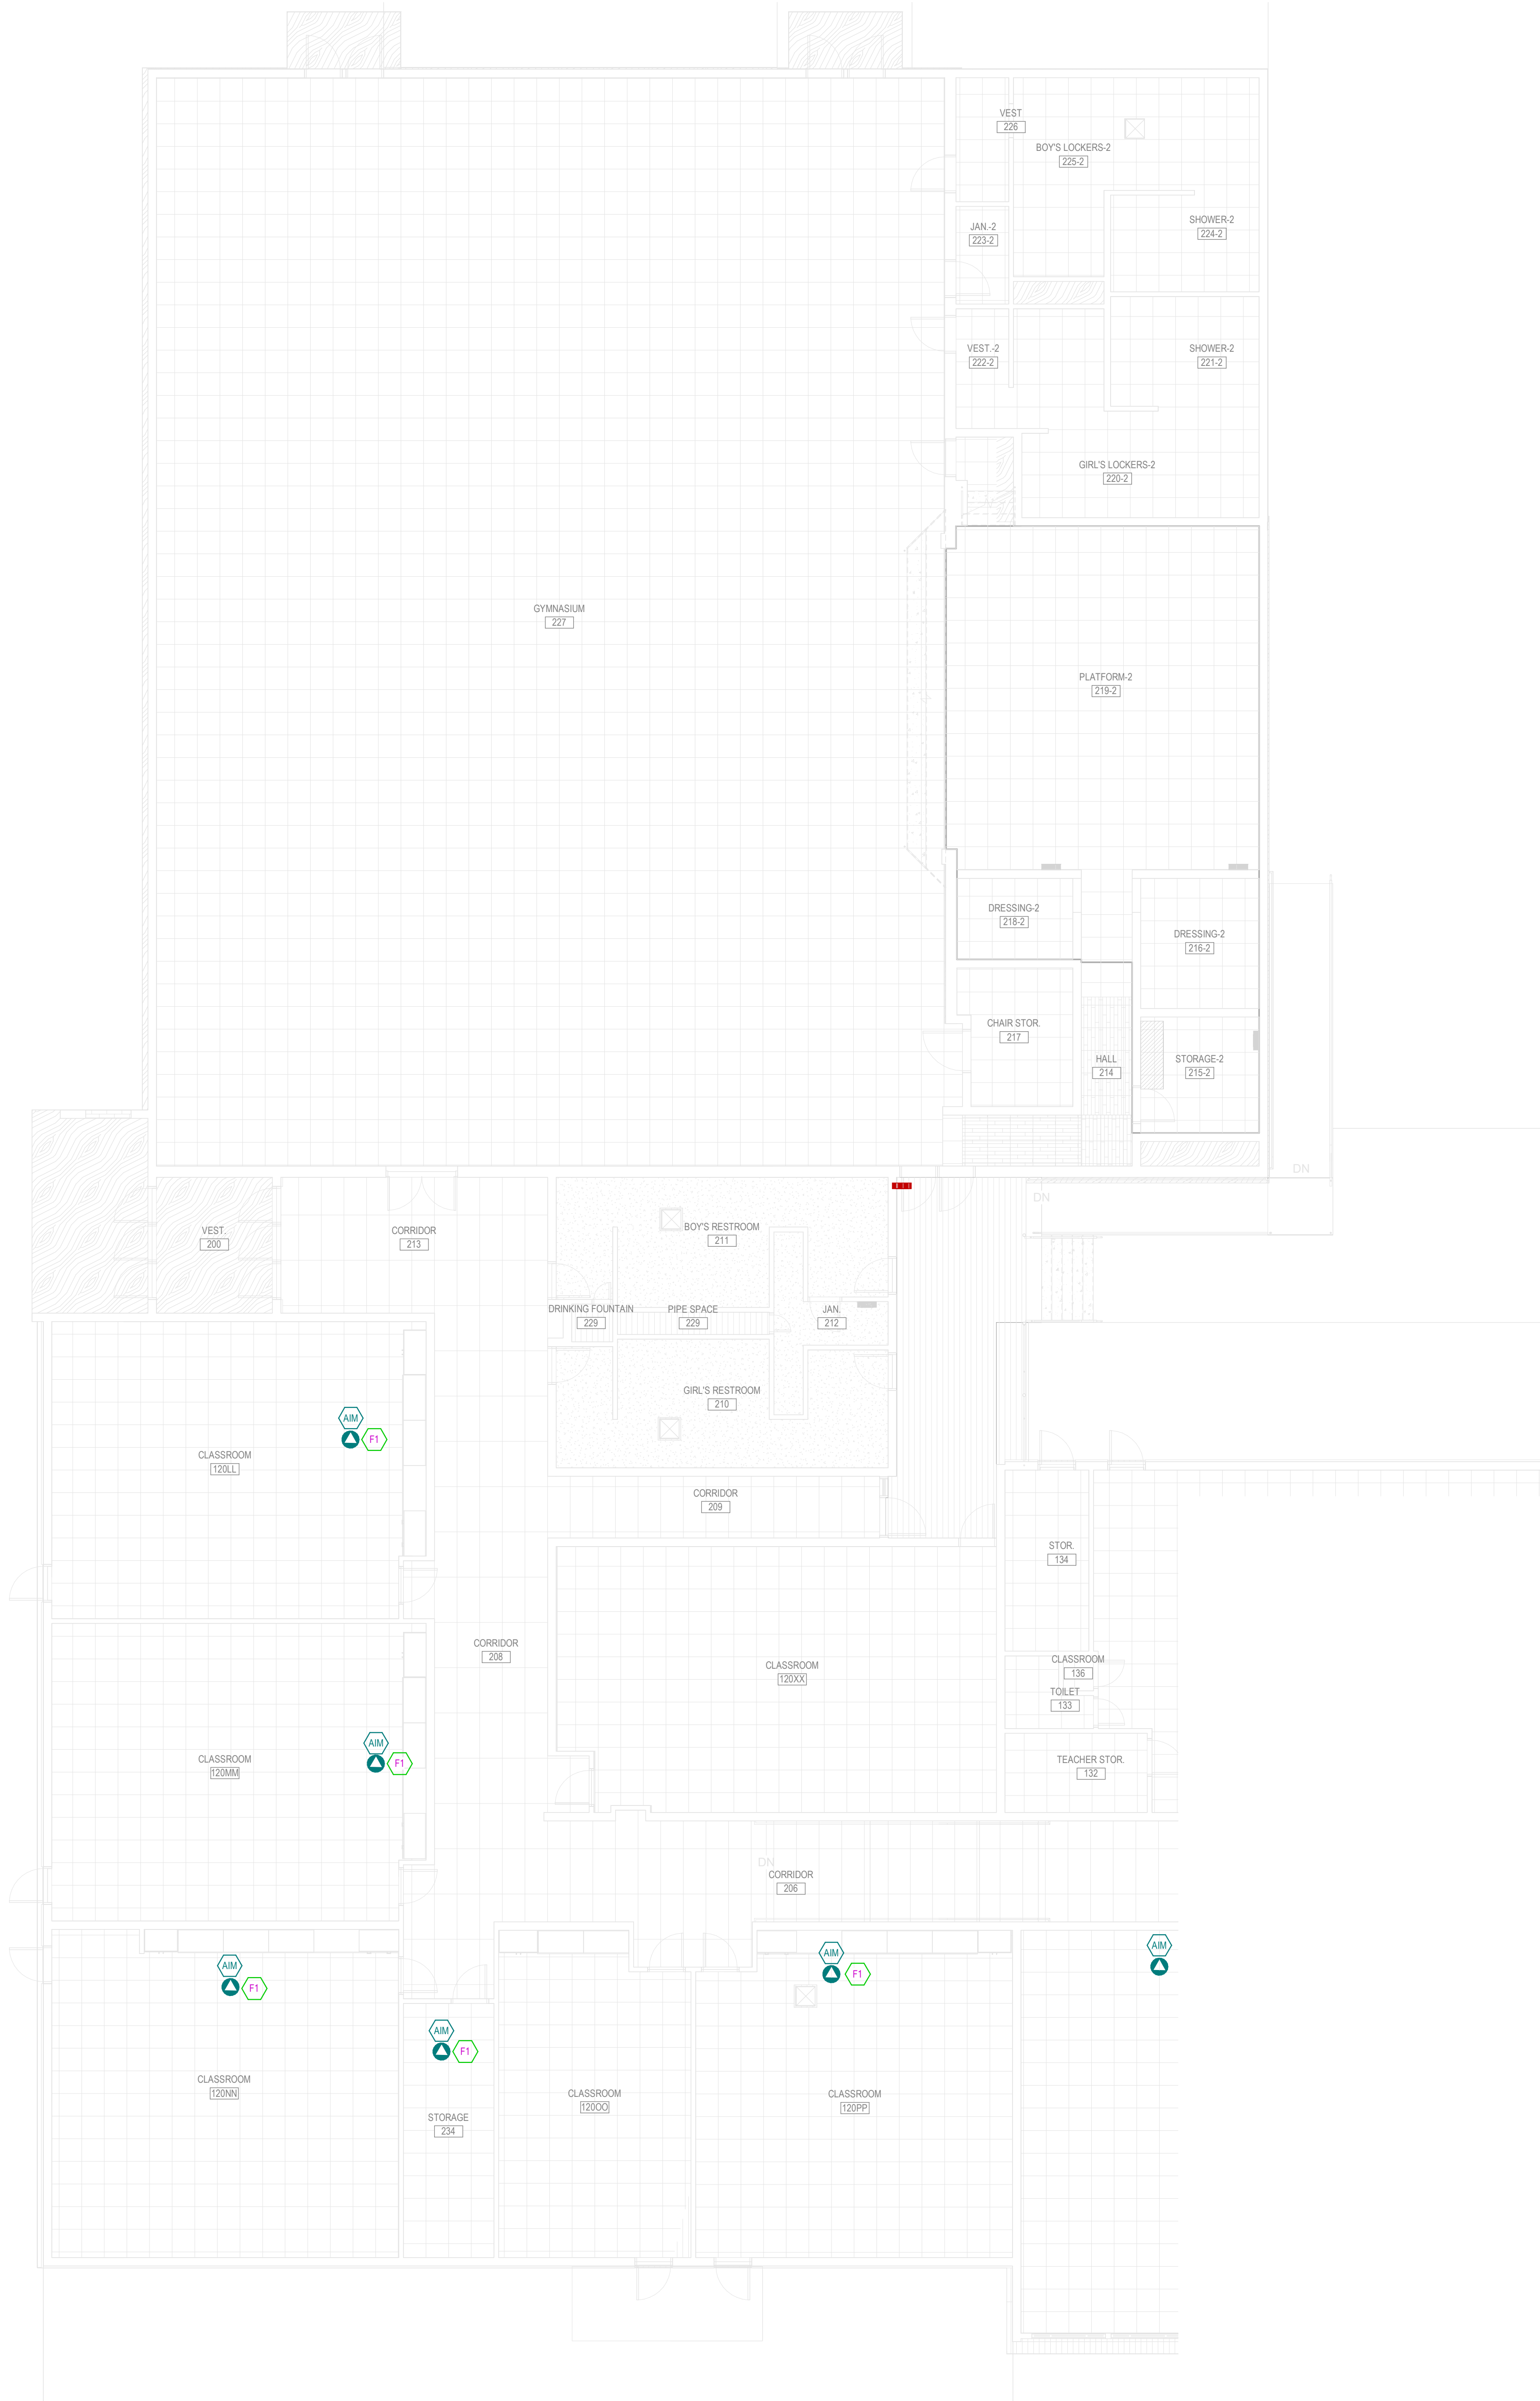 VEST
226
BOY'S LOCKERS-2
225-2
JAN.-2
223-2
SHOWER-2
224-2
VEST.-2
222-2
SHOWER-2
221-2
GIRL'S LOCKERS-2
220-2
GYMNASIUM
227
PLATFORM-2
219-2
DRESSING-2
218-2
DRESSING-2
216-2
CHAIR STOR.
217
HALL
214
STORAGE-2
215-2
DN
DN
VEST.
200
CORRIDOR
213
BOY'S RESTROOM
211
DRINKING FOUNTAIN
229
PIPE SPACE
229
JAN.
212
GIRL'S RESTROOM
210
AIM
F1
CLASSROOM
120LL
CORRIDOR
209
STOR.
134
CORRIDOR
208
CLASSROOM
120XX
CLASSROOM
136
TOILET
133
AIM
F1
CLASSROOM
120MM
TEACHER STOR.
132
DN
CORRIDOR
206
AIM
F1
AIM
F1
AIM
AIM
F1
CLASSROOM
120NN
STORAGE
234
CLASSROOM
120OO
CLASSROOM
120PP